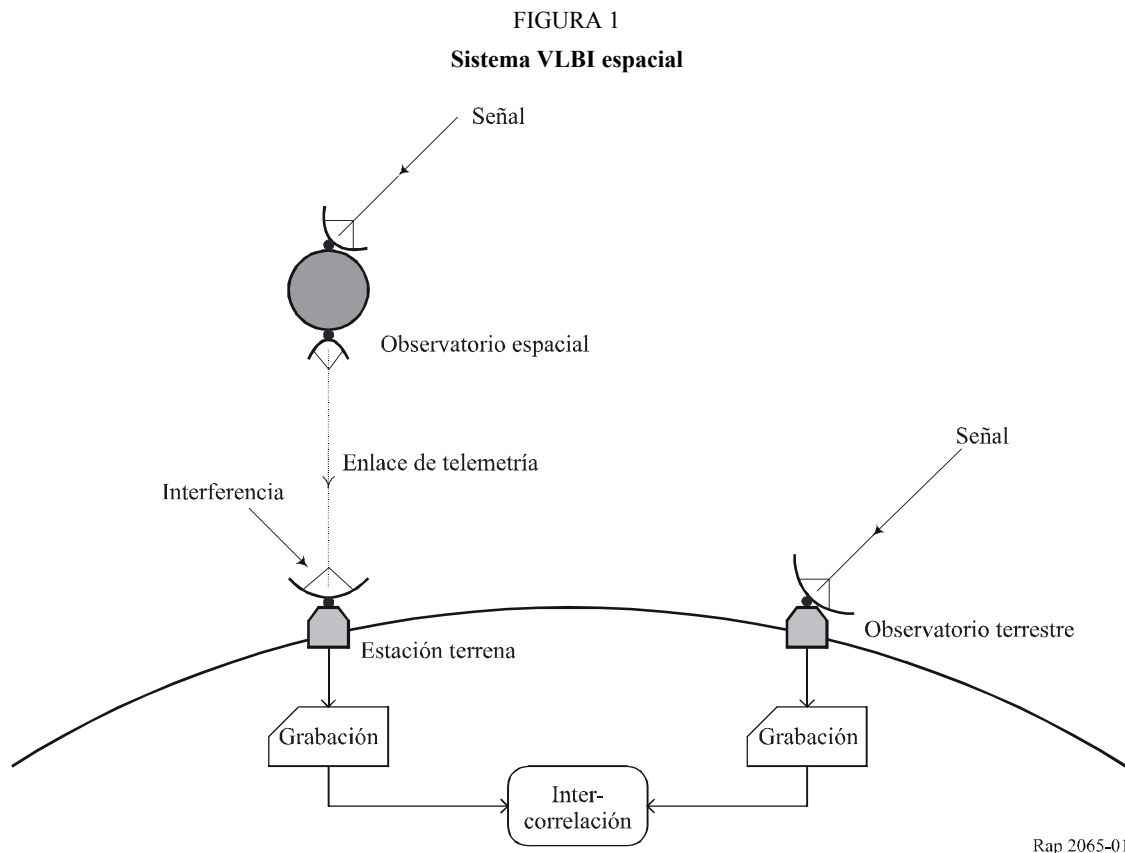 FIGURA 1
Sistema VLBI espacial
Señal
Observatorio espacial
Señal
Enlace de telemetría
Interferencia
Observatorio terrestre
Estación terrena
Grabación
Grabación
Inter-
correlación
Rap 2065-01